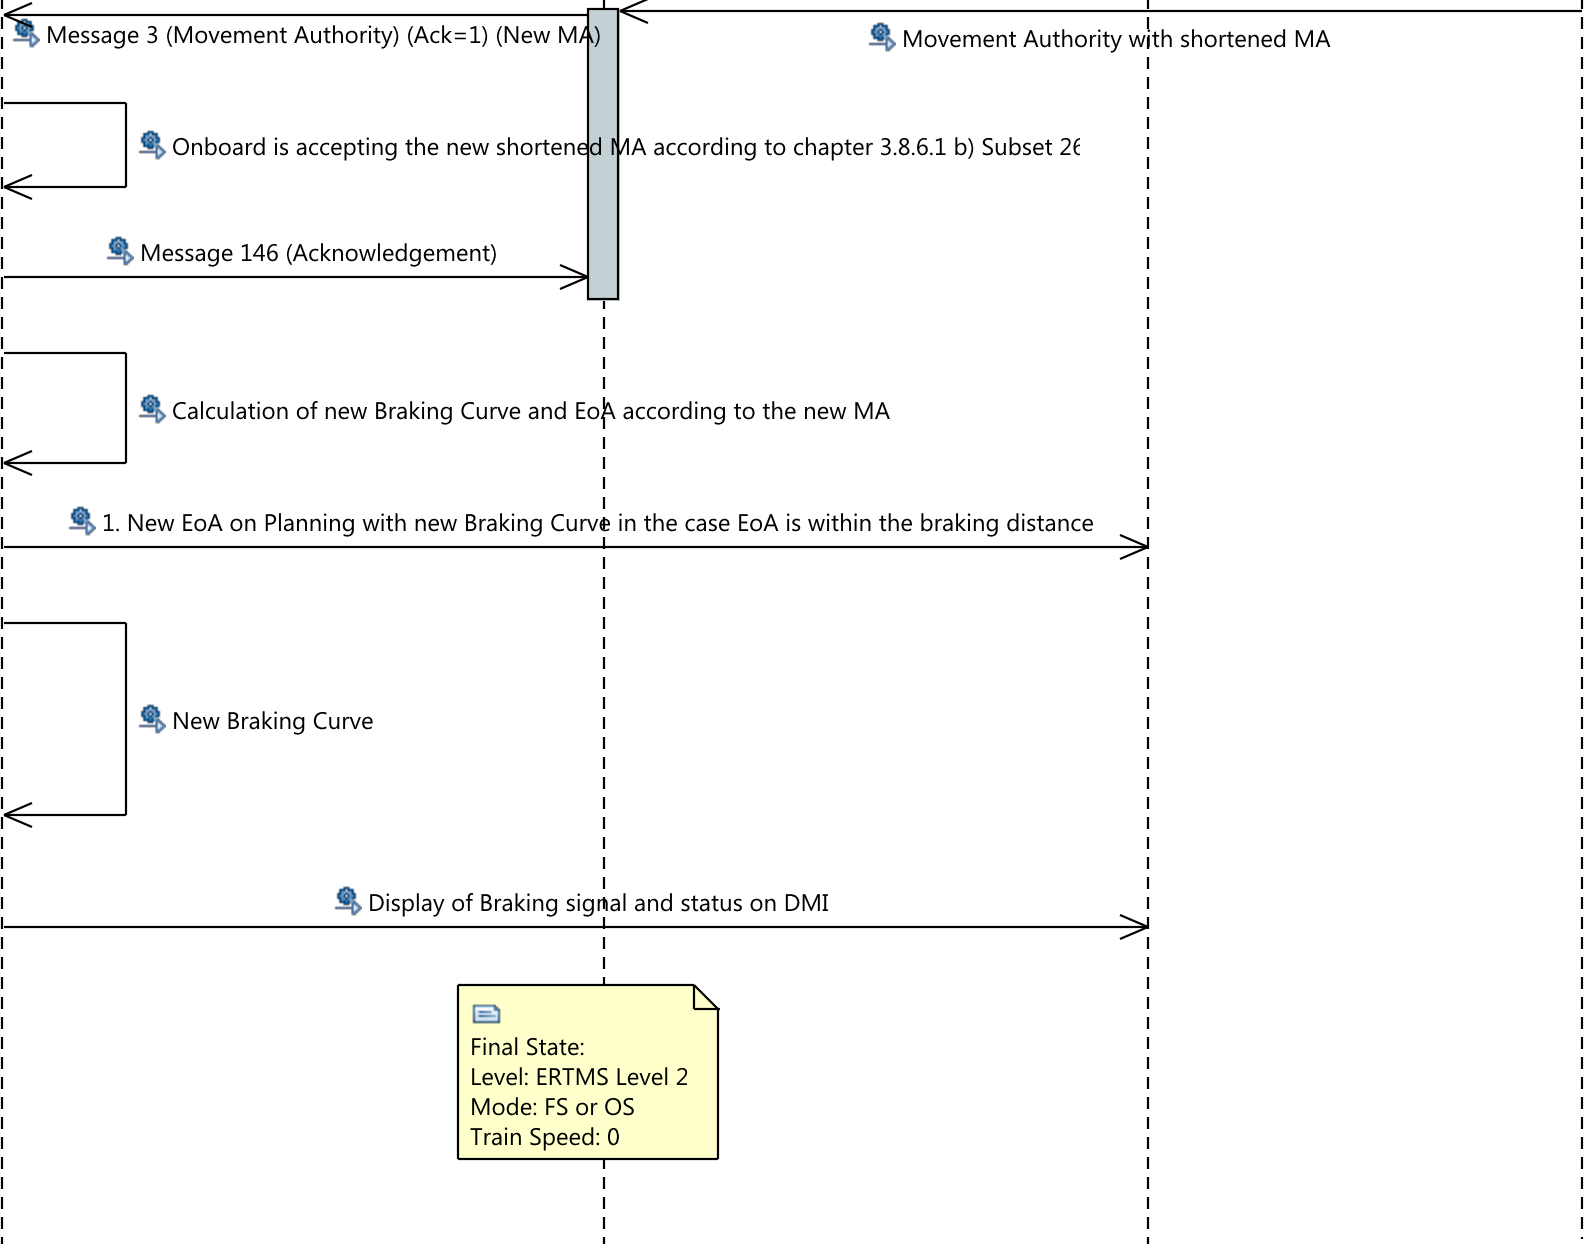 Message 3 (Movement Authority) (Ack=1) (New MA)
Movement Authority with shortened MA
Onboard is accepting the new shortened MA according to chapter 3.8.6.1 b) Subset 26
Message 146 (Acknowledgement)
Calculation of new Braking Curve and EoA according to the new MA
1. New EoA on Planning with new Braking Curve in the case EoA is within the braking distance
New Braking Curve
Display of Braking signal and status on DMI
Final State:
Level: ERTMS Level 2
Mode: FS or OS
Train Speed: 0